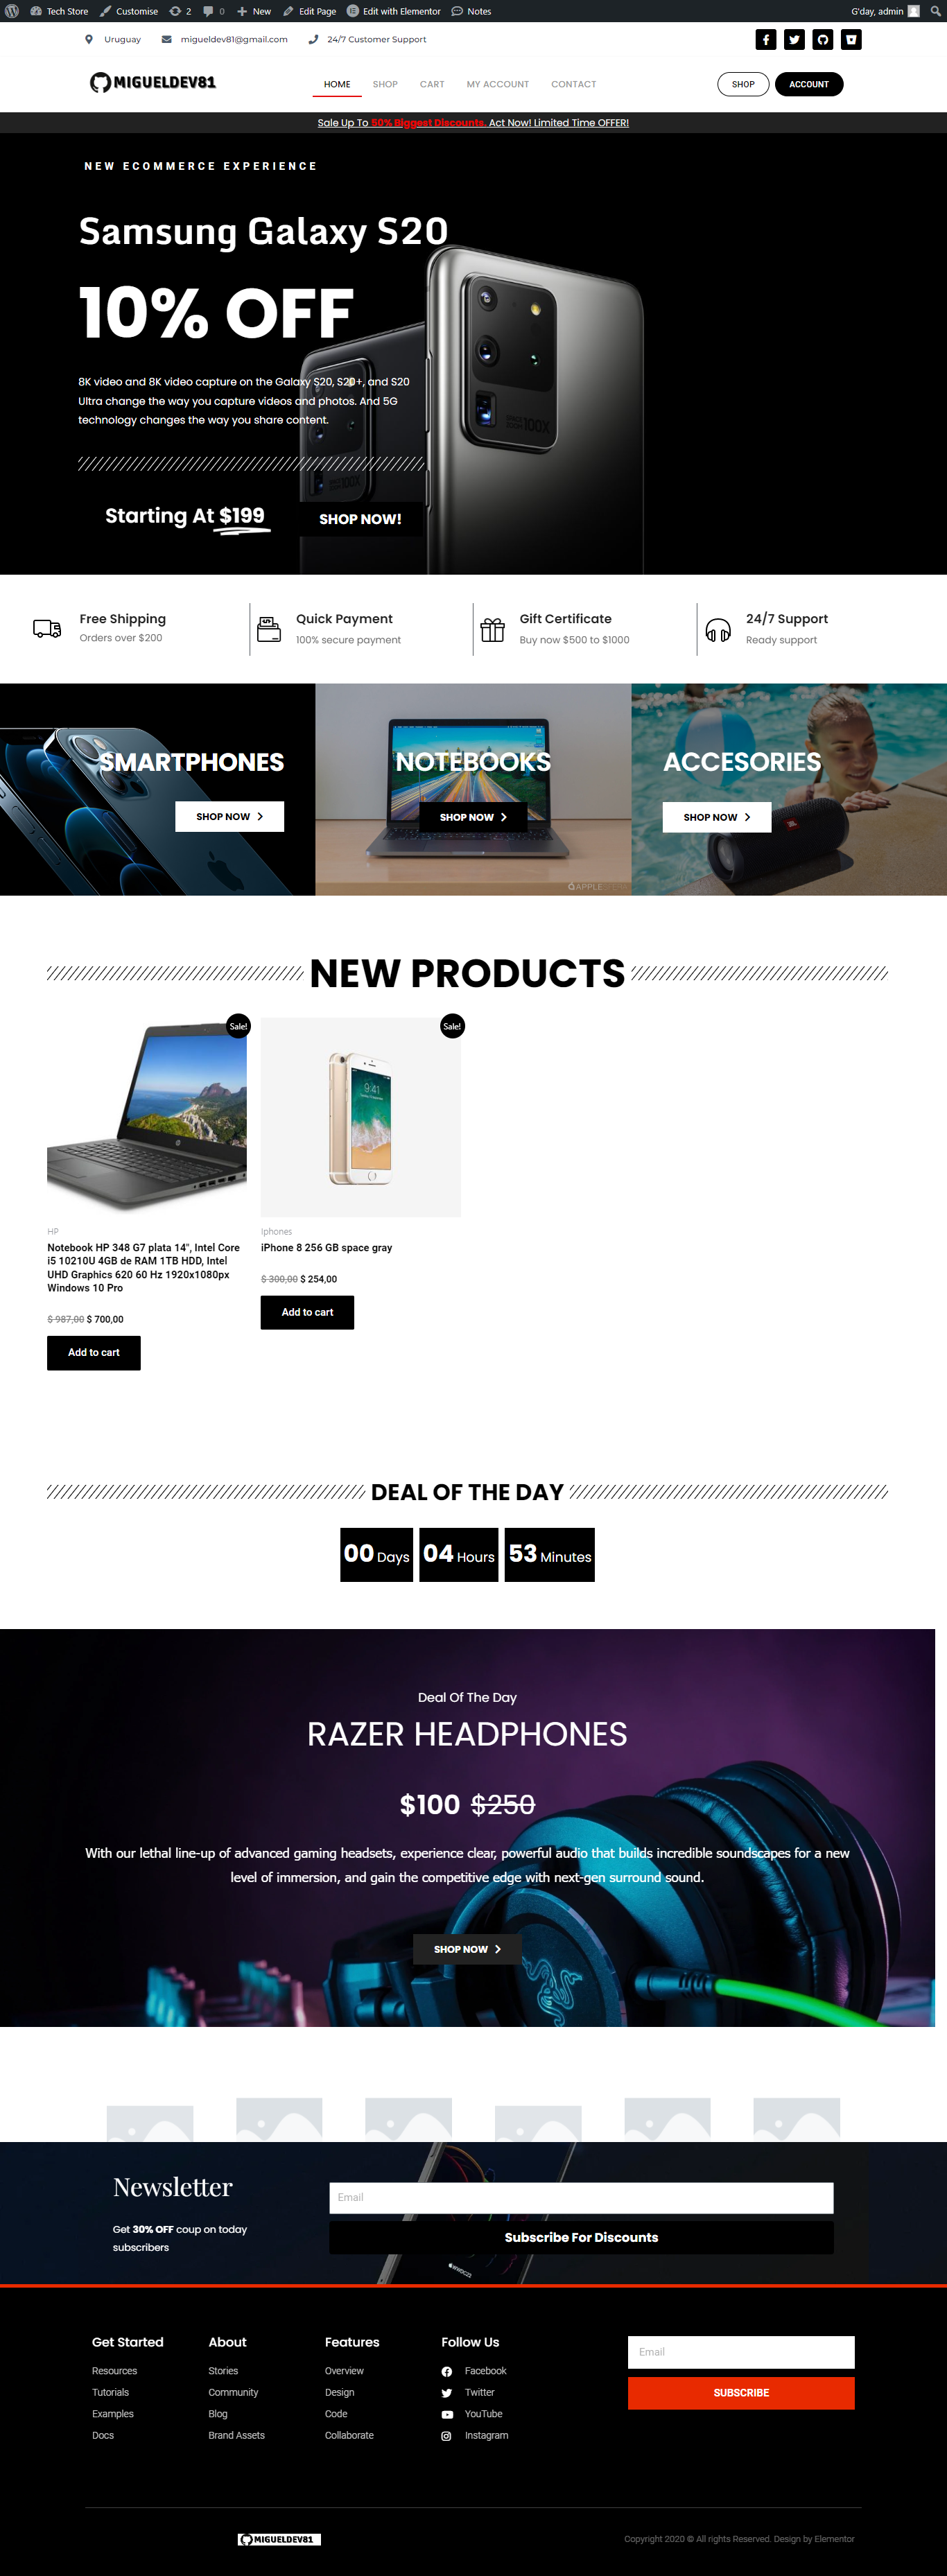 Tech Store Customise 2 0 New Edit Page Edit with Elementor Notes G'day, admin
Uruguay migueldev81@gmail.com 24/7 Customer Support
MIGUELDEV81 HOME SHOP CART MY ACCOUNT CONTACT SHOP ACCOUNT
Sale Up To 50% Biggest Discounts. Act Now! Limited Time OFFER!
NEW ECOMMERCE EXPERIENCE
Samsung Galaxy S20
10% OFF
8K video and 8K video capture on the Galaxy S20, S20+, and S20
Ultra change the way you capture videos and photos. And 5G
technology changes the way you share content.
SPACE ZOOM 100X
100X
Starting At $199 SHOP NOW!
Free Shipping
Orders over $200
Quick Payment
100% secure payment
Gift Certificate
Buy now $500 to $1000
24/7 Support
Ready support
SMARTPHONES
SHOP NOW
NOTEBOOKS
SHOP NOW
ACCESORIES
SHOP NOW
NEW PRODUCTS
Sale!
HP
Notebook HP 348 G7 plata 14", Intel Core
i5 10210U 4GB de RAM 1TB HDD, Intel
UHD Graphics 620 60 Hz 1920x1080px
Windows 10 Pro
$ 987,00 $ 700,00
Add to cart
Sale!
9:41
Iphones
iPhone 8 256 GB space gray
$ 300,00 $ 254,00
Add to cart
DEAL OF THE DAY
00 Days 04 Hours 53 Minutes
Deal Of The Day
RAZER HEADPHONES
$100 $250
With our lethal line-up of advanced gaming headsets, experience clear, powerful audio that builds incredible soundscapes for a new
level of immersion, and gain the competitive edge with next-gen surround sound.
SHOP NOW
Newsletter
Get 30% OFF coup on today
subscribers
Email
Subscribe For Discounts
Get Started
Resources
Tutorials
Examples
Docs
About
Stories
Community
Blog
Brand Assets
Features
Overview
Design
Code
Collaborate
Follow Us
Facebook
Twitter
YouTube
Instagram
Email
SUBSCRIBE
MIGUELDEV81
Copyright 2020 © All rights Reserved. Design by Elementor